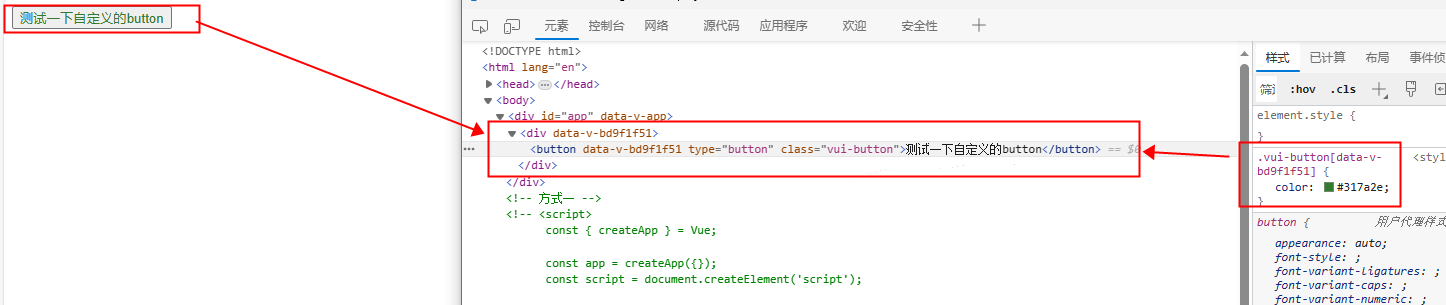 测试一下自定义的button
元素 控制台 网络 源代码 应用程序 欢迎 安全性
<!DOCTYPE html>
<html lang="en">
<head> … </head>
<body>
<div id="app" data-v-app>
<div data-v-bd9f1f51>
<button data-v-bd9f1f51 type="button" class="vui-button">测试一下自定义的button</button> == $0
</div>
</div>
<!-- 方式一 -->
<!-- <script>
const { createApp } = Vue;
const app = createApp({});
const script = document.createElement('script');
样式 已计算 布局 事件侦
:hov .cls
element.style {
}
.vui-button[data-v- <styl
bd9f1f51] {
color: #317a2e;
}
button { 用户代理样式
appearance: auto;
font-style: ;
font-variant-ligatures: ;
font-variant-caps: ;
font-variant-numeric: ;